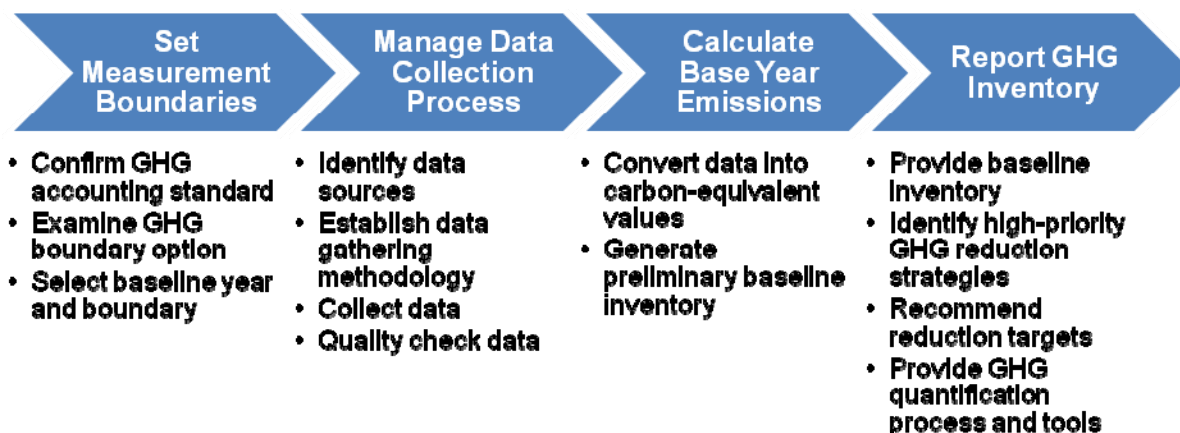 Set
Measurement
Boundaries
• Confirm GHG
accounting standard
• Examine GHG
boundary option
• Select baseline year
and boundary
Manage Data
Collection
Process
• Identify data
sources
• Establish data
gathering
methodology
• Collect data
• Quality check data
Calculate
Base Year
Emissions
• Convert data into
carbon-equivalent
values
• Generate
preliminary baseline
inventory
Report GHG
Inventory
• Provide baseline
inventory
• Identify high-priority
GHG reduction
strategies
• Recommend
reduction targets
• Provide GHG
quantification
process and tools